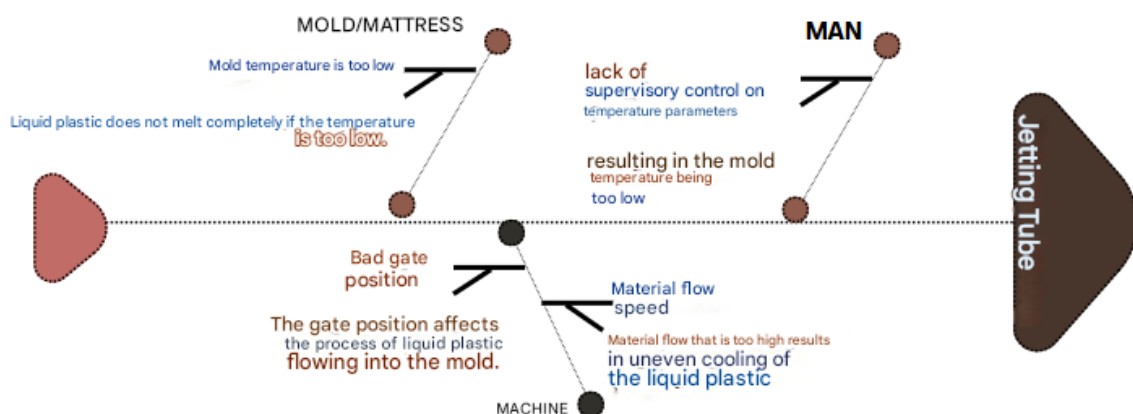 MOLD/MATTRESS
Mold temperature is too low
Liquid plastic does not melt completely if the temperature
is too low.
MAN
lack of
supervisory control on
temperature parameters
resulting in the mold
temperature being
too low
Jetting Tube
Bad gate
position
The gate position affects
the process of liquid plastic
flowing into the mold.
Material flow
speed
Material flow that is too high results
in uneven cooling of
the liquid plastic
MACHINE